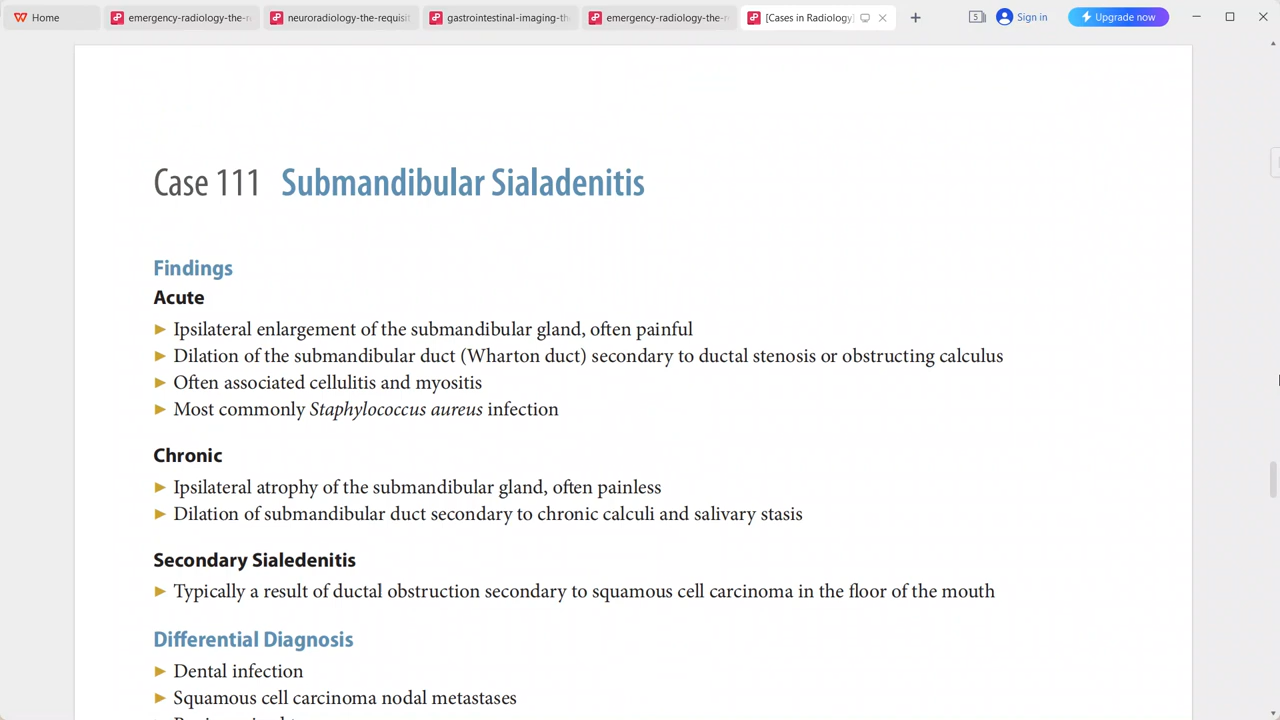 Home
emergency-radiology-the-r
neuroradiology-the-requisit
gastrointestinal-imaging-th
emergency-radiology-the-r
[Cases in Radiology]
5
Sign in
Upgrade now
Case 111 Submandibular Sialadenitis
Findings
Acute
► Ipsilateral enlargement of the submandibular gland, often painful
► Dilation of the submandibular duct (Wharton duct) secondary to ductal stenosis or obstructing calculus
► Often associated cellulitis and myositis
► Most commonly Staphylococcus aureus infection
Chronic
► Ipsilateral atrophy of the submandibular gland, often painless
► Dilation of submandibular duct secondary to chronic calculi and salivary stasis
Secondary Sialedenitis
► Typically a result of ductal obstruction secondary to squamous cell carcinoma in the floor of the mouth
Differential Diagnosis
► Dental infection
► Squamous cell carcinoma nodal metastases